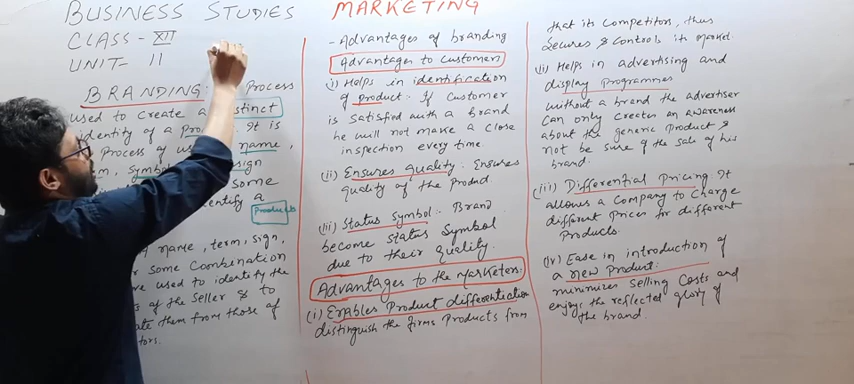 BUSINESS STUDIES MARKETING
CLASS - XII
UNIT- 11
BRANDING: Process
used to create a distinct
identity of a
It is
Process of name,
Symbol
some
Products
name, term, sign,
some Combination
used to identify the
of the Seller & to
them from those of
- Advantages of branding
Advantages to Customers
(i) Helps in identification
of product: If Customer
is satisfied with a brand
he will not make a close
inspection every time
(ii) Ensures quality. Ensures
quality of the Product.
(iii) Status Symbol: Brand
become Status Symbol
due to their quality.
Advantages to the Marketers:
(i) Enables Product differentiation
distinguish the firms Products from
that its Competitors, thus
Secures & Controls its Market.
(ii) Helps in advertising and
display Programmes
without a brand the advertiser
can only creates an awareness
about the generic Product &
not be sure of the sale of his
brand.
(iii) Differential Pricing It
allows a Company to Charge
different Prices for different
Products.
(iv) Ease in introduction of
a new Product:
minimizes Selling Costs and
enjoys the reflected glory of
the brand.